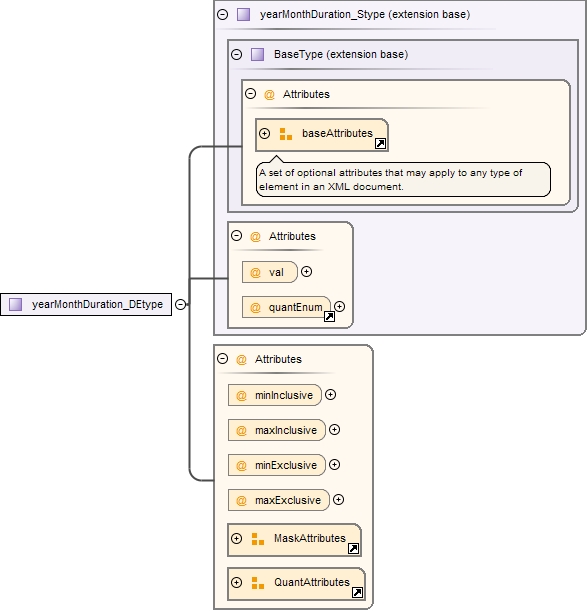 yearMonthDuration_Stype (extension base)
BaseType (extension base)
@ Attributes
baseAttributes
A set of optional attributes that may apply to any type of
element in an XML document.
@ Attributes
@ val
@ quantEnum
yearMonthDuration_DEtype
@ Attributes
@ minInclusive
@ maxInclusive
@ minExclusive
@ maxExclusive
MaskAttributes
QuantAttributes